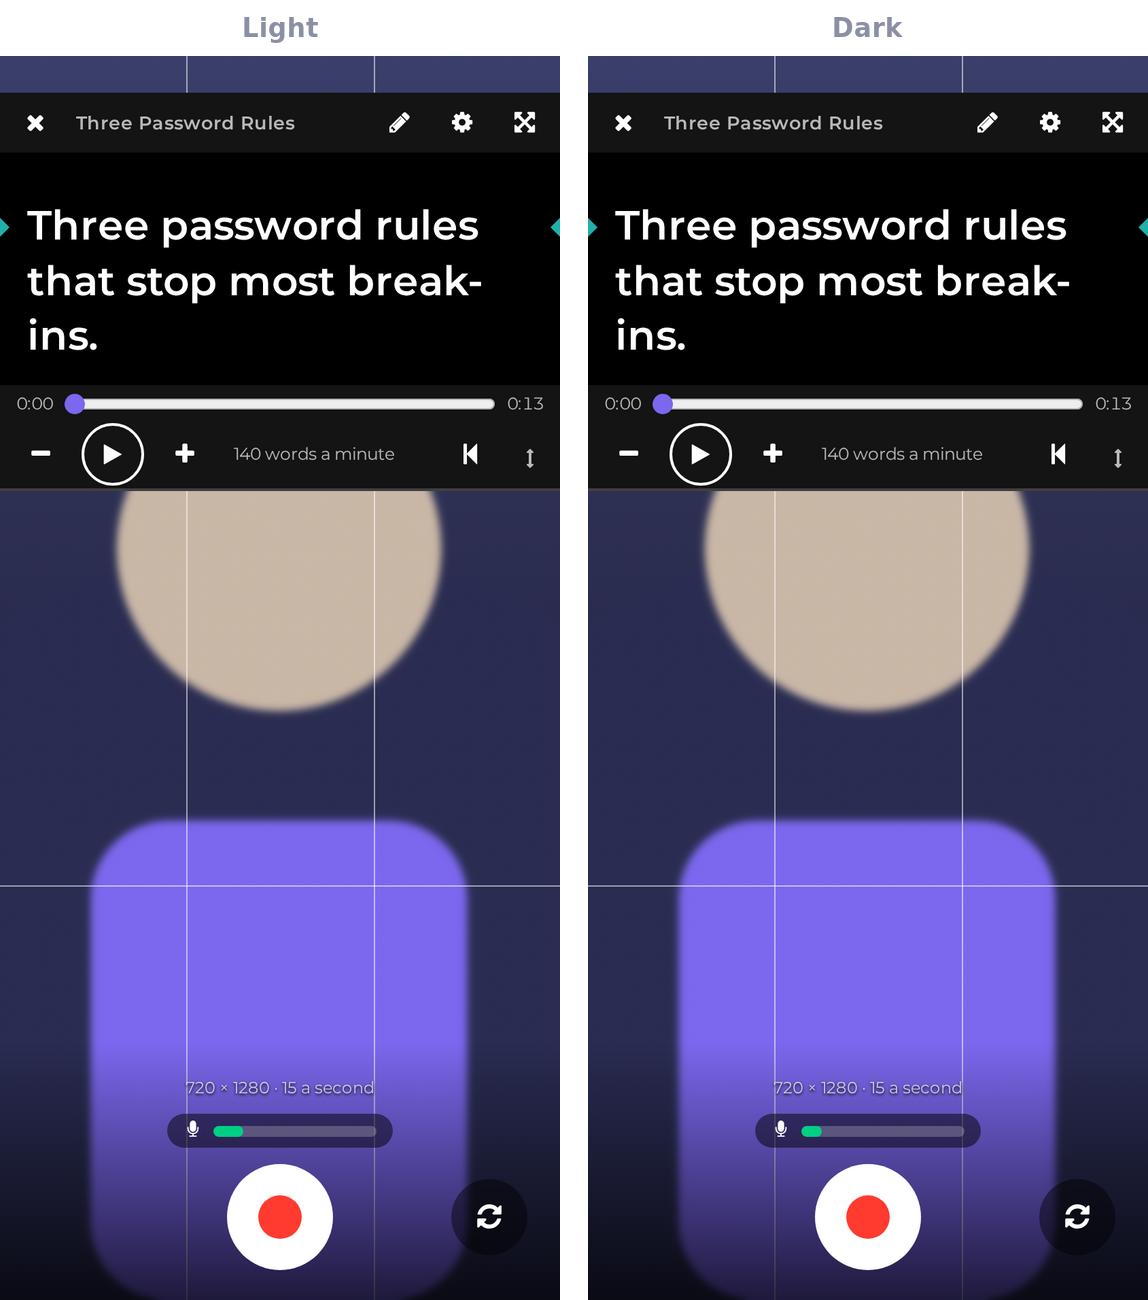 Light
Three Password Rules
Three password rules
that stop most break-
ins.
0:00
0:13
140 words a minute
720 × 1280 · 15 a second
Dark
Three Password Rules
Three password rules
that stop most break-
ins.
0:00
0:13
140 words a minute
720 × 1280 · 15 a second